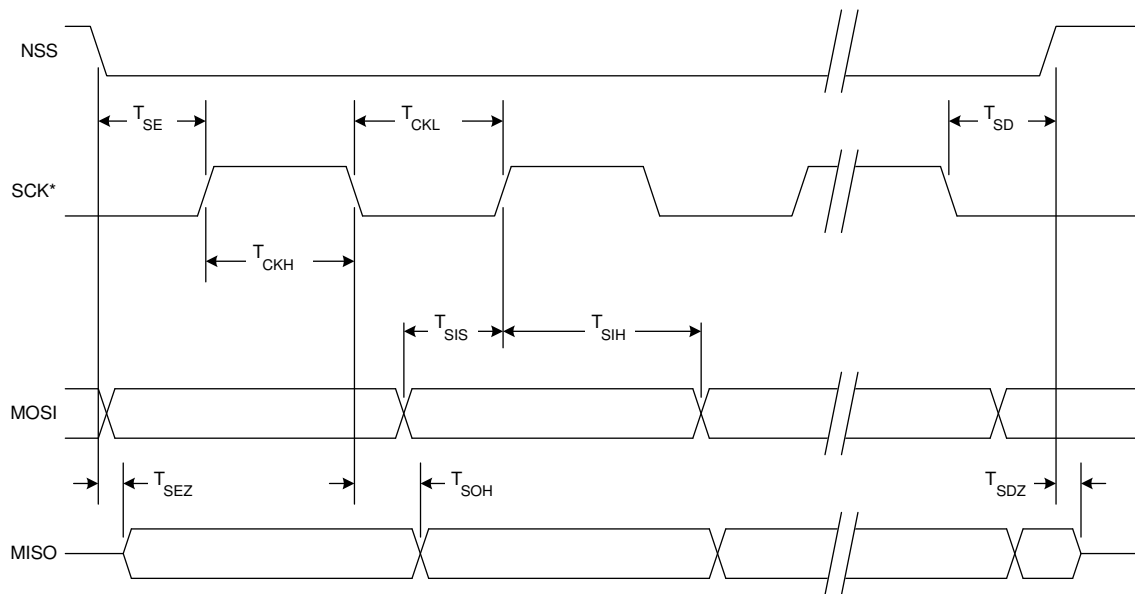 NSS
T_SE
T_CKL
T_SD
SCK*
T_CKH
T_SIS
T_SIH
MOSI
T_SEZ
T_SOH
T_SDZ
MISO